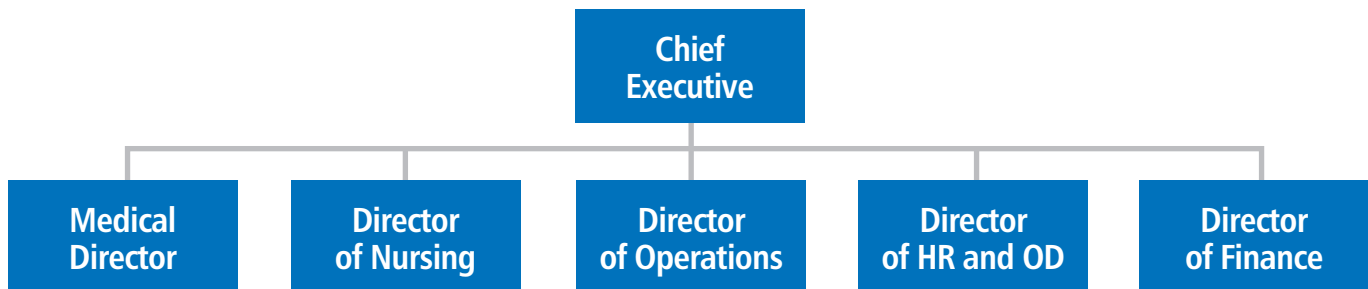 Chief
Executive
Medical
Director
Director
of Nursing
Director
of Operations
Director
of HR and OD
Director
of Finance